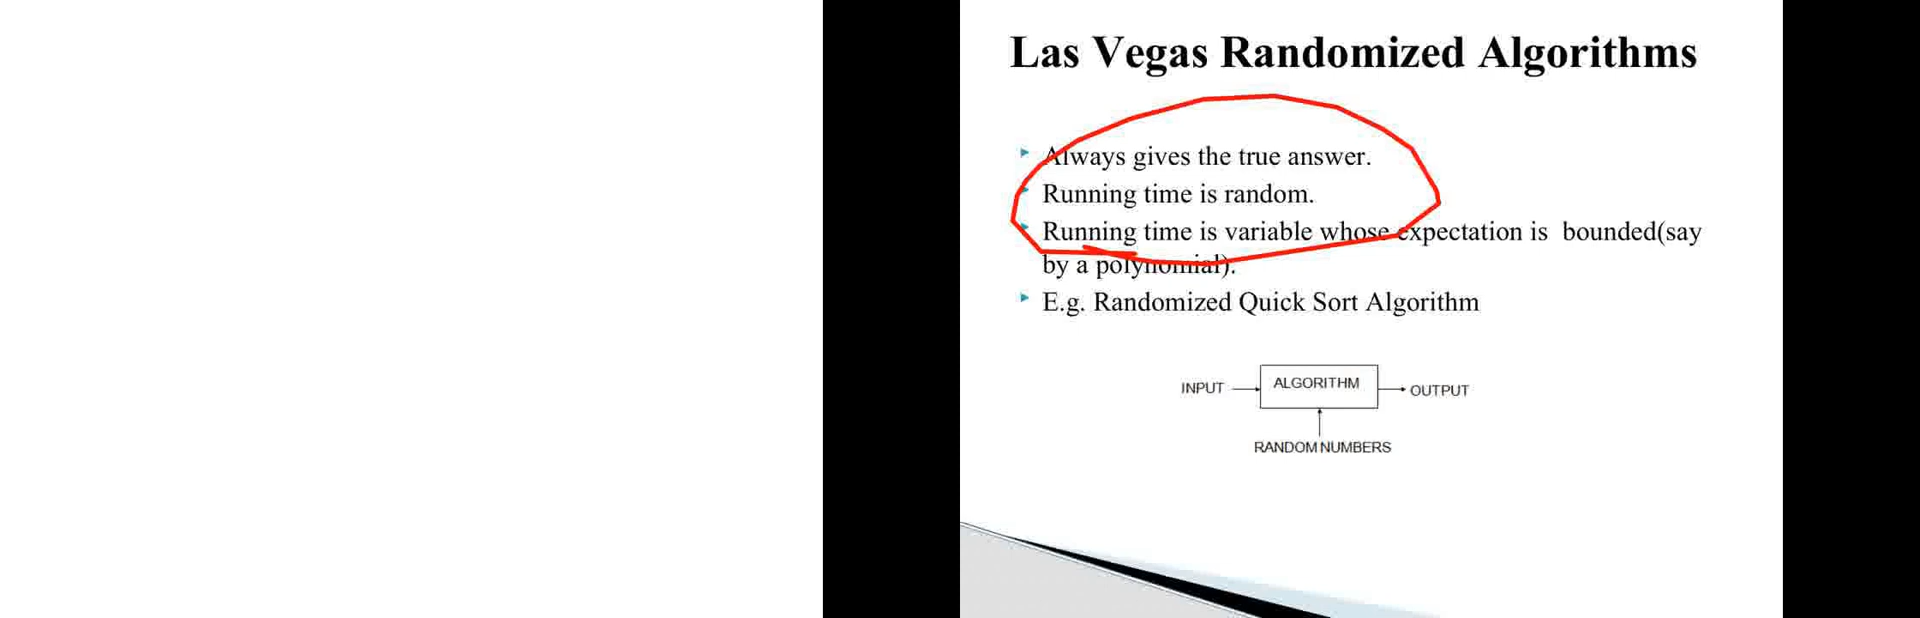 Las Vegas Randomized Algorithms
Always gives the true answer.
Running time is random.
Running time is variable whose expectation is bounded(say
by a polynomial).
E.g. Randomized Quick Sort Algorithm
INPUT
ALGORITHM
OUTPUT
RANDOM NUMBERS